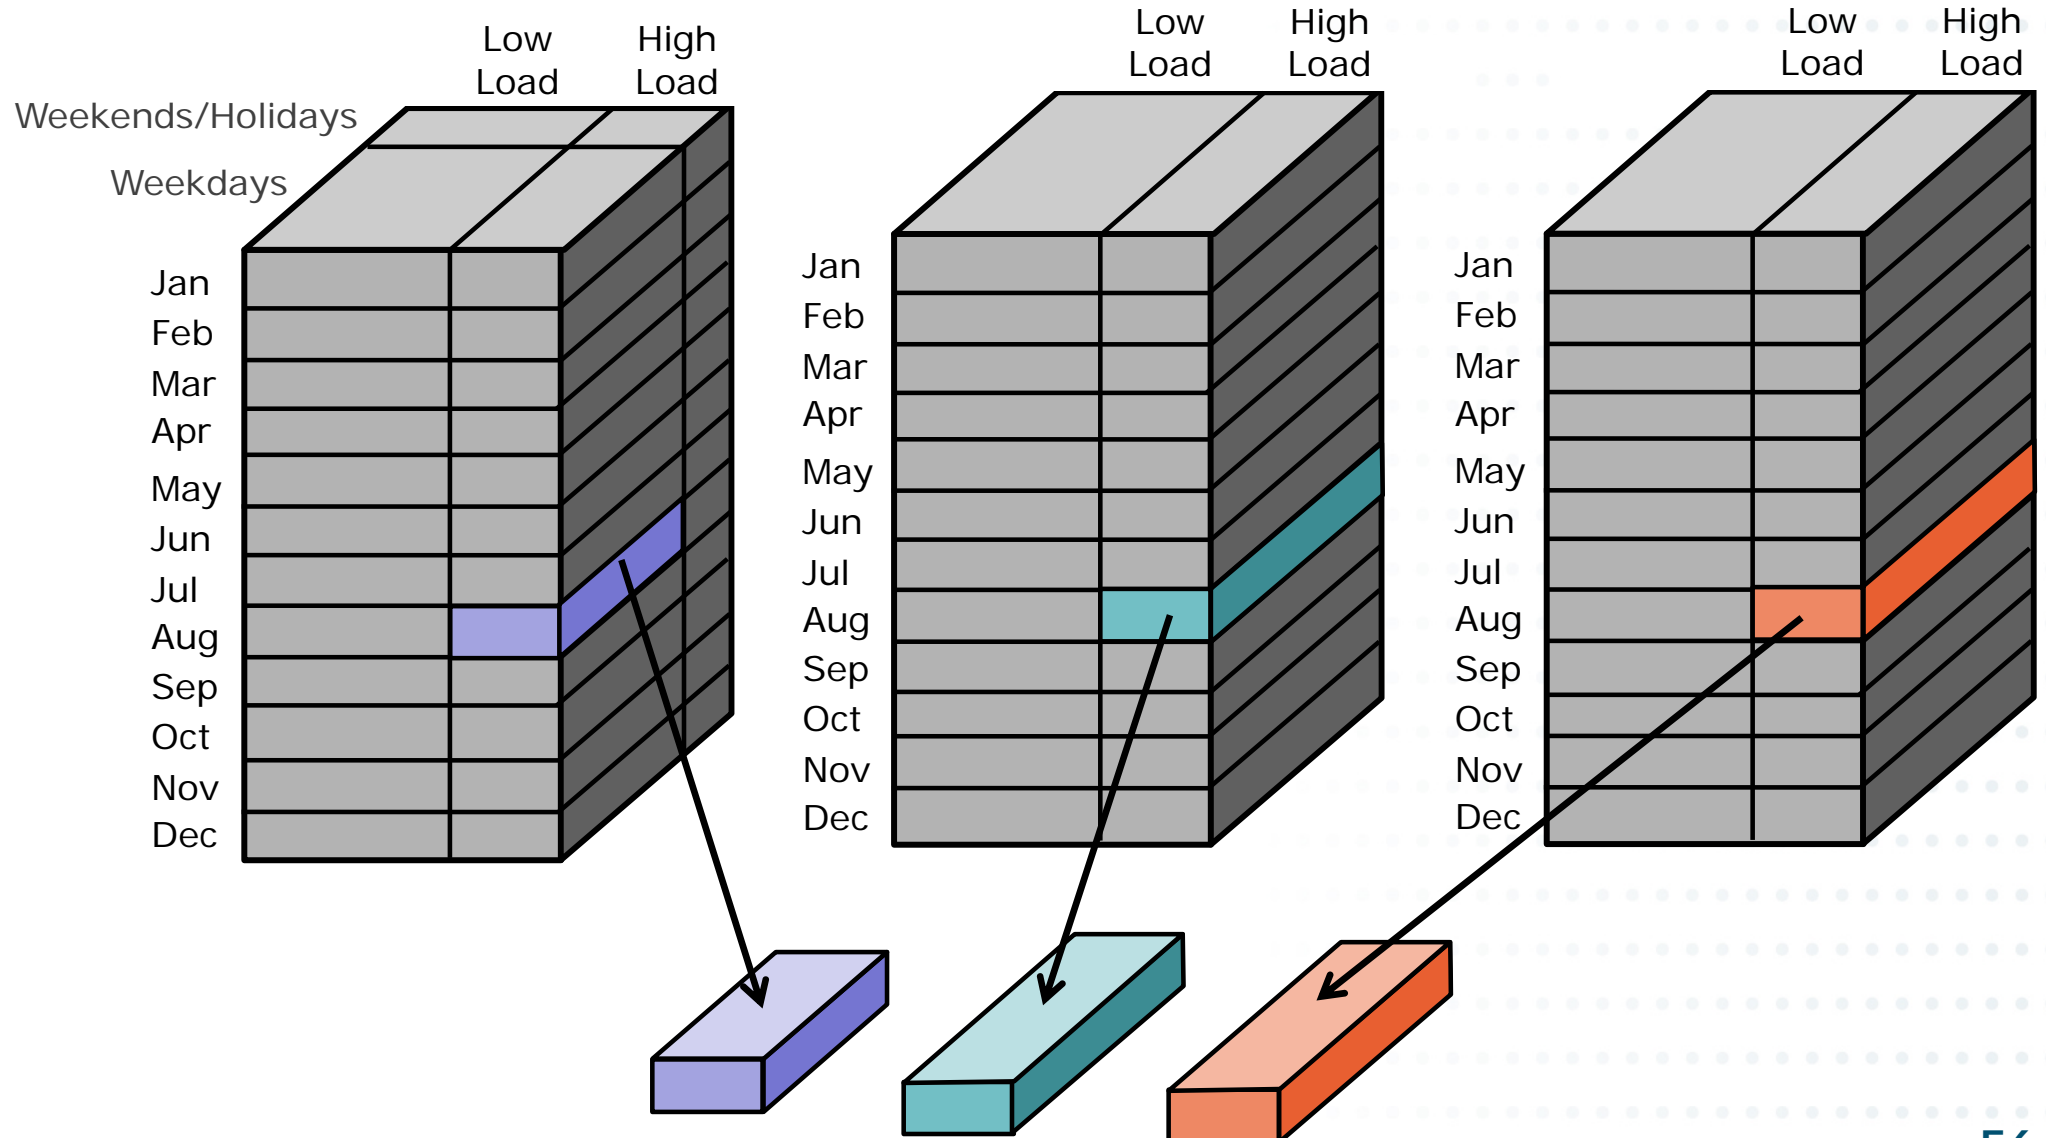 Low
Load
High
Load
Weekends/Holidays
Weekdays
Jan
Feb
Mar
Apr
May
Jun
Jul
Aug
Sep
Oct
Nov
Dec
Low
Load
High
Load
Jan
Feb
Mar
Apr
May
Jun
Jul
Aug
Sep
Oct
Nov
Dec
Low
Load
High
Load
Jan
Feb
Mar
Apr
May
Jun
Jul
Aug
Sep
Oct
Nov
Dec